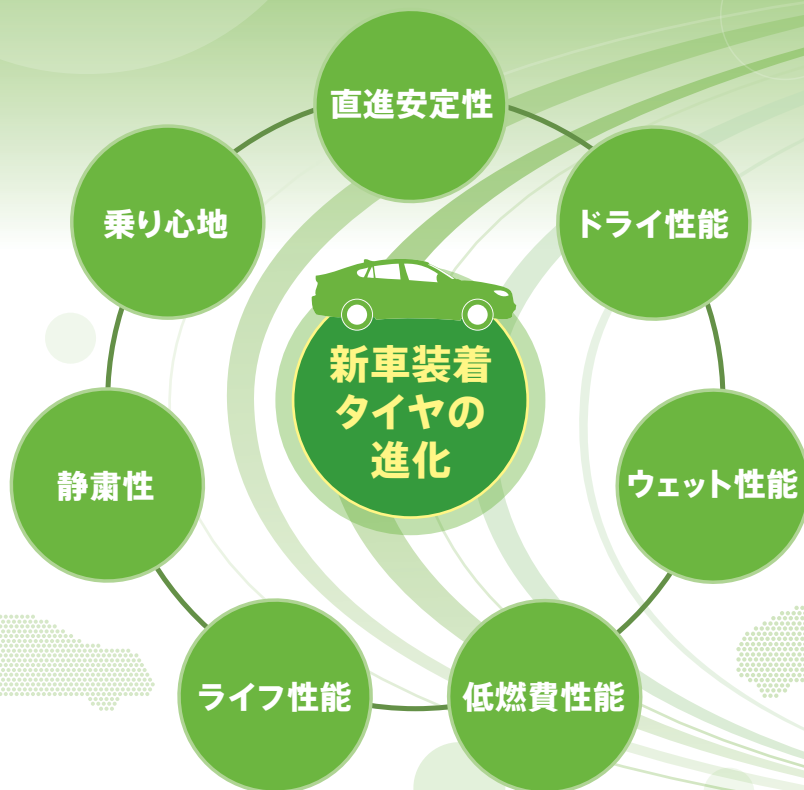 直進安定性
乗り心地
ドライ性能
新車装着
タイヤの
進化
静粛性
ウェット性能
ライフ性能
低燃費性能